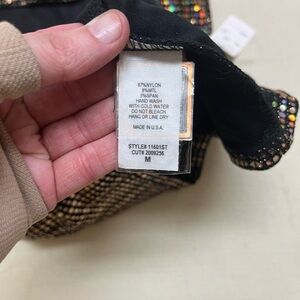 87%NYLON
8%MTL
5%SPAN
HAND WASH
WITH COLD WATER
DO NOT BLEACH
HANG OR LINE DRY
MADE IN U.S.A.
STYLE# 11601ST
CUT# 2009256
M